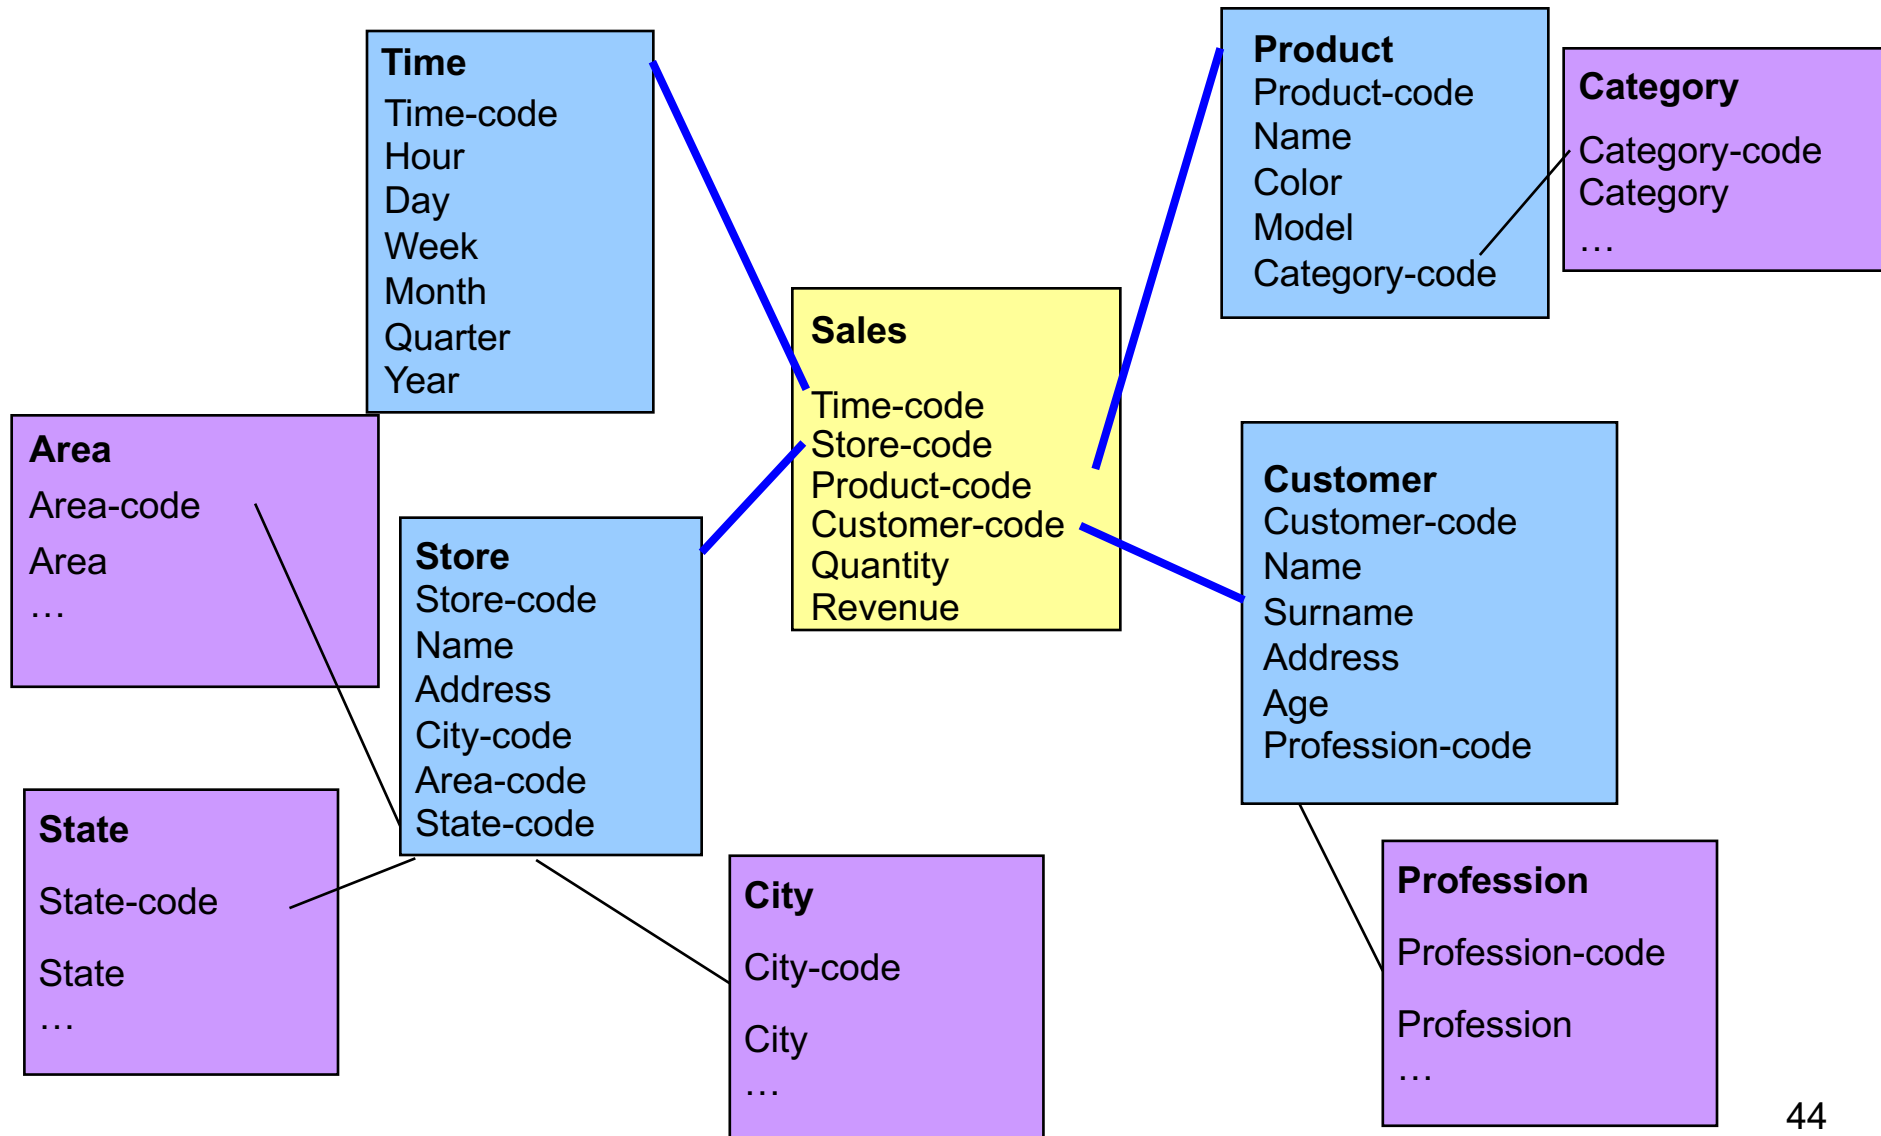 Time
Time-code
Hour
Day
Week
Month
Quarter
Year
Product
Product-code
Name
Color
Model
Category-code
Category
Category-code
Category
…
Sales
Time-code
Store-code
Product-code
Customer-code
Quantity
Revenue
Area
Area-code
Area
…
Store
Store-code
Name
Address
City-code
Area-code
State-code
Customer
Customer-code
Name
Surname
Address
Age
Profession-code
State
State-code
State
…
City
City-code
City
…
Profession
Profession-code
Profession
…
44